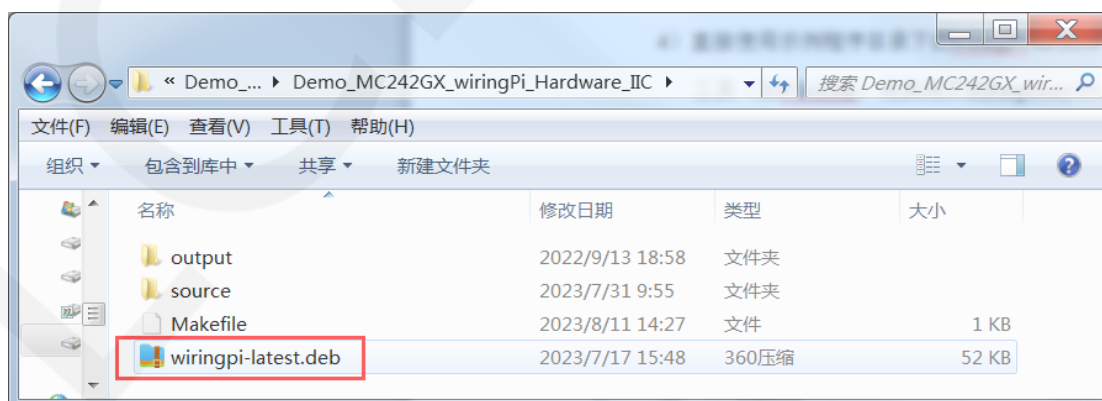 « Demo_... ▸ Demo_MC242GX_wiringPi_Hardware_IIC ▸ 搜索 Demo_MC242GX_wir...
文件(F) 编辑(E) 查看(V) 工具(T) 帮助(H)
组织 包含到库中 共享 新建文件夹
名称 修改日期 类型 大小
output 2022/9/13 18:58 文件夹
source 2023/7/31 9:55 文件夹
Makefile 2023/8/11 14:27 文件 1 KB
wiringpi-latest.deb 2023/7/17 15:48 360压缩 52 KB